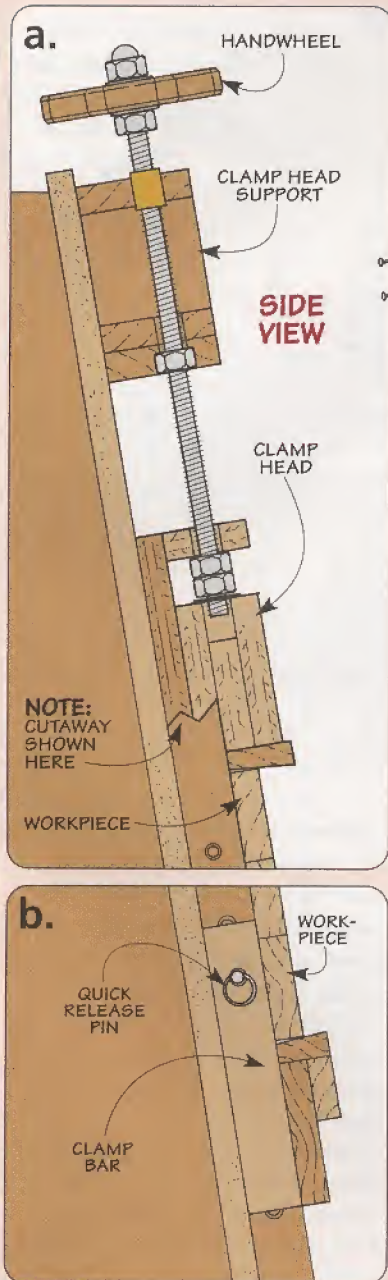 a.
HANDWHEEL
CLAMP HEAD
SUPPORT
SIDE
VIEW
CLAMP
HEAD
NOTE:
CUTAWAY
SHOWN
HERE
WORKPIECE
b.
WORK-
PIECE
QUICK
RELEASE
PIN
CLAMP
BAR